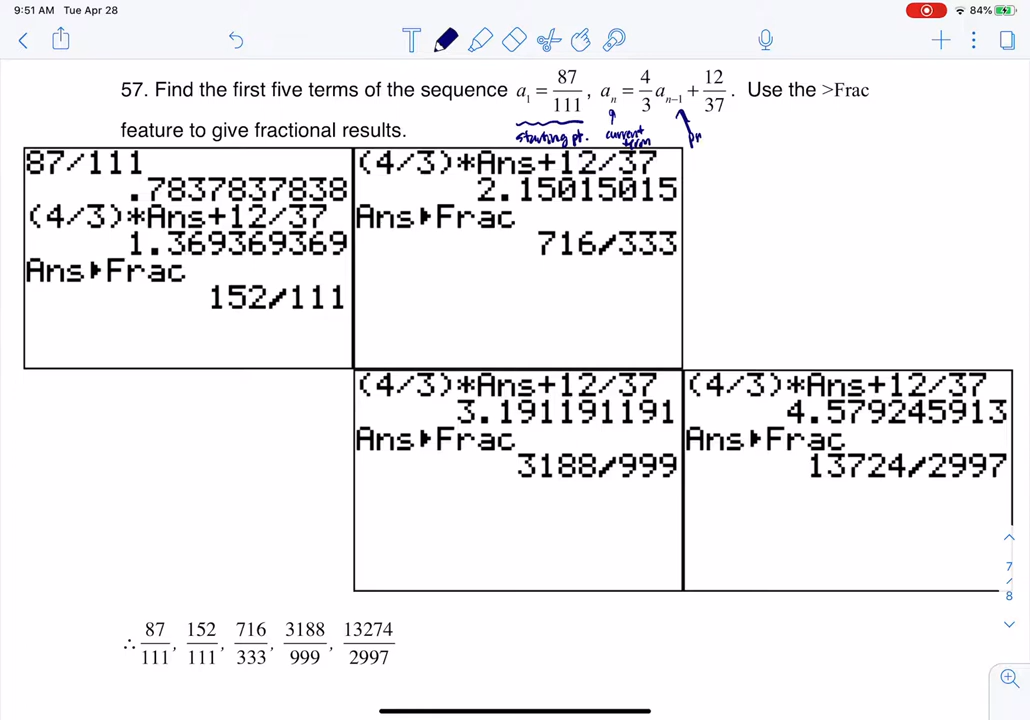 9:51 AM Tue Apr 28 84%
57. Find the first five terms of the sequence a₁ = 87/111, aₙ = 4/3 aₙ₋₁ + 12/37. Use the >Frac
feature to give fractional results.
starting pt. current term
87/111
.7837837838
(4/3)*Ans+12/37
1.369369369
Ans▸Frac
152/111
(4/3)*Ans+12/37
2.15015015
Ans▸Frac
716/333
(4/3)*Ans+12/37
3.191191191
Ans▸Frac
3188/999
(4/3)*Ans+12/37
4.579245913
Ans▸Frac
13724/2997
7/8
∴ 87/111, 152/111, 716/333, 3188/999, 13274/2997